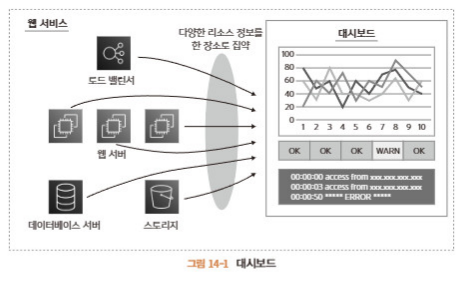 웹 서비스
다양한 리소스 정보를
한 장소로 집약
대시보드
로드 밸런서
웹 서버
데이터베이스 서버
스토리지
100
80
60
40
20
0
1 2 3 4 5 6 7 8 9 10
OK OK OK WARN OK
00:00:00 access from xxx.xxx.xxx.xxx
00:00:03 access from xxx.xxx.xxx.xxx
00:00:50 ***** ERROR *****
그림 14-1 대시보드